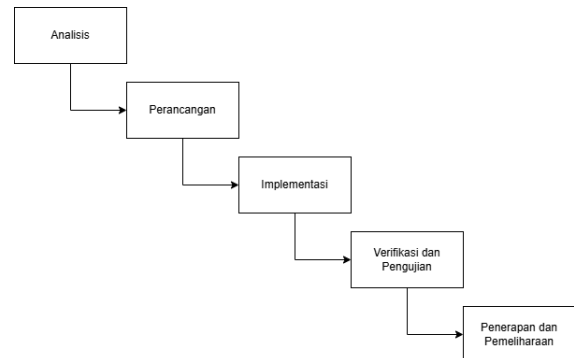 Analisis
Perancangan
Implementasi
Verifikasi dan
Pengujian
Penerapan dan
Pemeliharaan